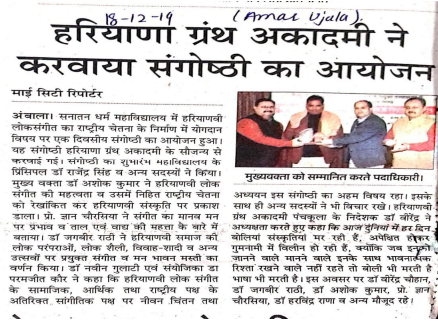 18-12-19 (Amar Ujala).
हरियाणा ग्रंथ अकादमी ने
करवाया संगोष्ठी का आयोजन
माई सिटी रिपोर्टर
अंबाला। सनातन धर्म महाविद्यालय में हरियाणवी
लोकसंगीत का राष्ट्रीय चेतना के निर्माण में योगदान
विषय पर एक दिवसीय संगोष्ठी का आयोजन हुआ।
यह संगोष्ठी हरियाणा ग्रंथ अकादमी के सौजन्य से
करवाई गई। संगोष्ठी का शुभारंभ महाविद्यालय के
प्रिंसिपल डॉ राजेंद्र सिंह व अन्य सदस्यों ने किया।
मुख्य वक्ता डॉ अशोक कुमार ने हरियाणवी लोक
संगीत की महत्वता व उसमें निहित राष्ट्रीय चेतना
को रेखांकित कर हरियाणवी संस्कृति पर प्रकाश
डाला। प्रो. ज्ञान चौरसिया ने संगीत का मानव मन
पर प्रभाव व ताल एवं वाद्य की महत्ता के बारे में
बताया। डॉ जगबीर राठी ने हरियाणवी समाज की
लोक परंपराओं, लोक शैली, विवाह-शादी व अन्य
उत्सवों पर प्रयुक्त संगीत व मन भावन मस्ती का
वर्णन किया। डॉ नवीन गुलाटी एवं संयोजिका डा
परमजीत कौर ने कहा कि हरियाणवी लोक संगीत
के सामाजिक, आर्थिक तथा राष्ट्रीय पक्ष के
अतिरिक्त सांगीतिक पक्ष पर नवीन चिंतन तथा
मुख्यवक्ता को सम्मानित करते पदाधिकारी।
अध्ययन इस संगोष्ठी का अहम विषय रहा। इसके
साथ ही अन्य सदस्यों ने भी विचार रखे। हरियाणवी
ग्रंथ अकादमी पंचकूला के निदेशक डॉ वीरेंद्र ने
अध्यक्षता करते हुए कहा कि आज दुनियां में हर दिन
बोलियां संस्कृतियां मर रही हैं, अपेक्षित होकर
गुमनामी में विलीन हो रही हैं, क्योंकि जब इनको
जानने वाले मानने वाले इनके साथ भावनात्मक
रिश्ता रखने वाले नहीं रहते तो बोली भी मरती है
भाषा भी मरती है। इस अवसर पर डॉ वीरेंद्र चौहान,
डॉ जगबीर राठी, डॉ अशोक कुमार, प्रो. ज्ञान
चौरसिया, डॉ हरविंद्र राणा व अन्य मौजूद रहे।